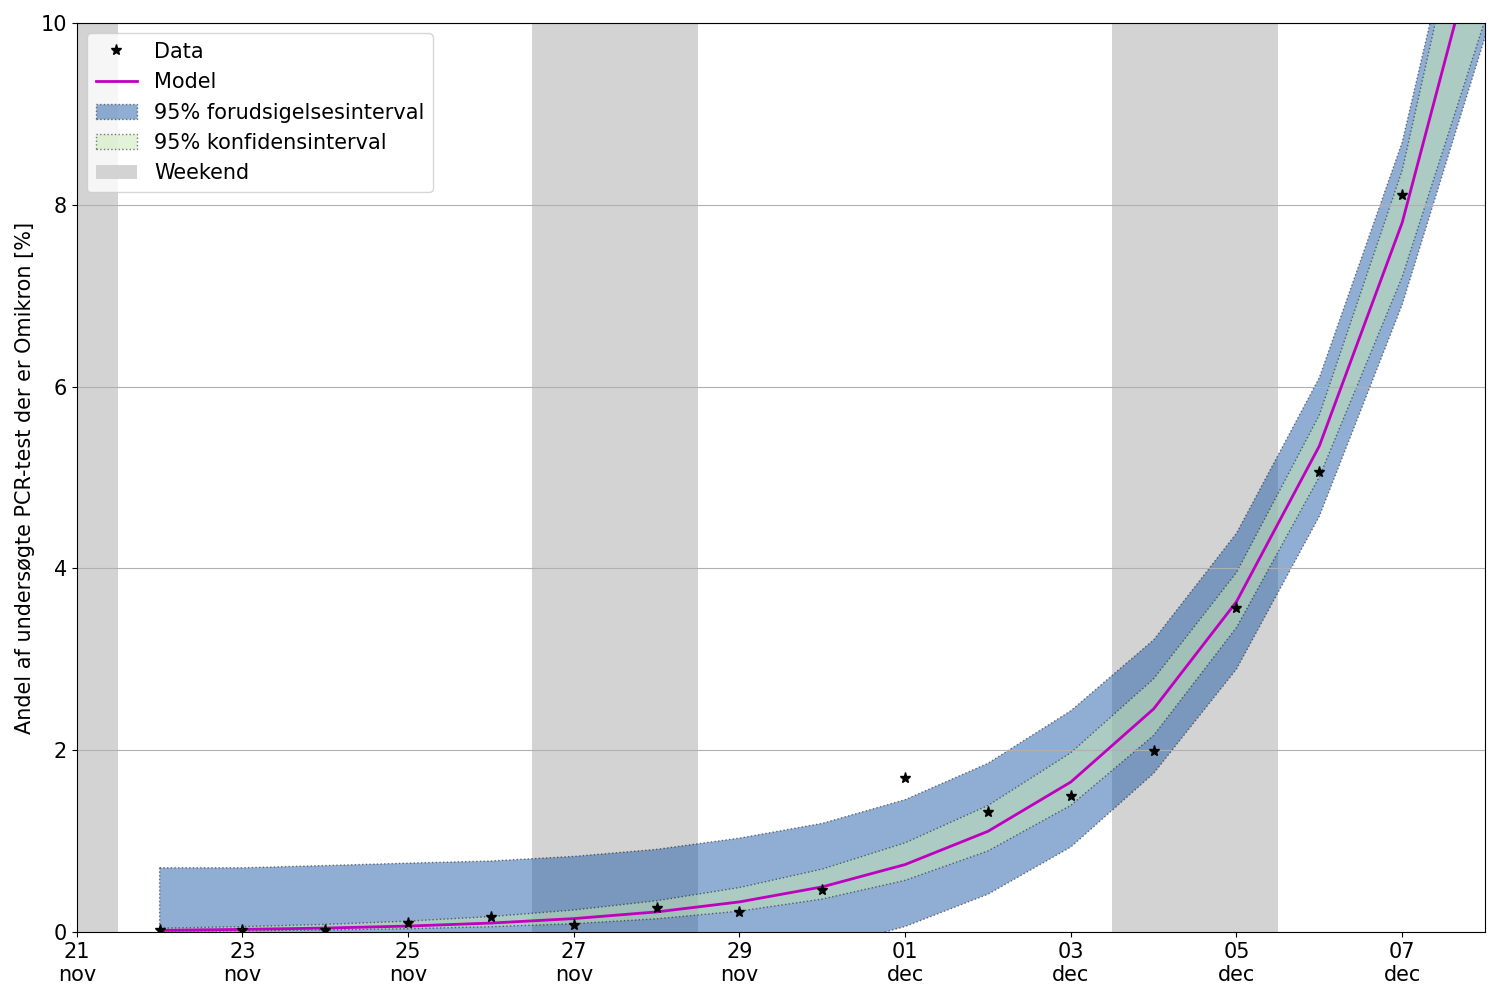 10
8
6
4
2
0
Andel af undersøgte PCR-test der er Omikron [%]
Data
Model
95% forudsigelsesinterval
95% konfidensinterval
Weekend
21 23 25 27 29 01 03 05 07
nov nov nov nov nov dec dec dec dec